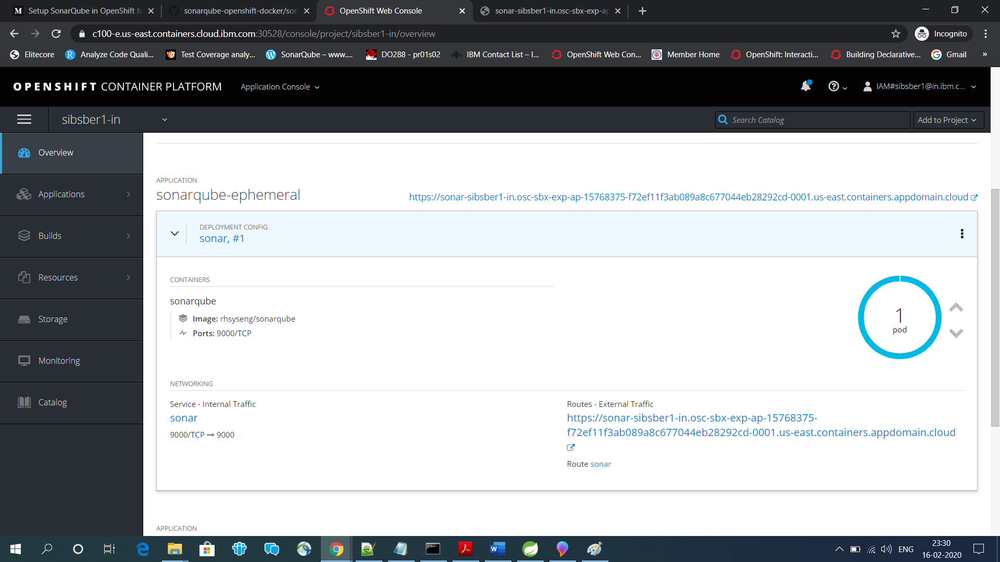 Setup SonarQube in OpenShift fo
sonarqube-openshift-docker/son
OpenShift Web Console
sonar-sibsber1-in.osc-sbx-exp-ap
c100-e.us-east.containers.cloud.ibm.com:30528/console/project/sibsber1-in/overview
Incognito
Elitecore
Analyze Code Quali...
Test Coverage analy...
SonarQube – www....
DO288 - pr01s02
IBM Contact List – I...
OpenShift Web Con...
Member Home
OpenShift: Interacti...
Building Declarative...
Gmail
»
OPENSHIFT CONTAINER PLATFORM
Application Console
IAM#sibsber1@in.ibm.c...
sibsber1-in
Search Catalog
Add to Project
Overview
Applications
Builds
Resources
Storage
Monitoring
Catalog
APPLICATION
sonarqube-ephemeral
https://sonar-sibsber1-in.osc-sbx-exp-ap-15768375-f72ef11f3ab089a8c677044eb28292cd-0001.us-east.containers.appdomain.cloud
DEPLOYMENT CONFIG
sonar, #1
CONTAINERS
sonarqube
Image: rhsyseng/sonarqube
Ports: 9000/TCP
1
pod
NETWORKING
Service - Internal Traffic
sonar
9000/TCP → 9000
Routes - External Traffic
https://sonar-sibsber1-in.osc-sbx-exp-ap-15768375-
f72ef11f3ab089a8c677044eb28292cd-0001.us-east.containers.appdomain.cloud
Route sonar
APPLICATION
ENG
23:30
16-02-2020